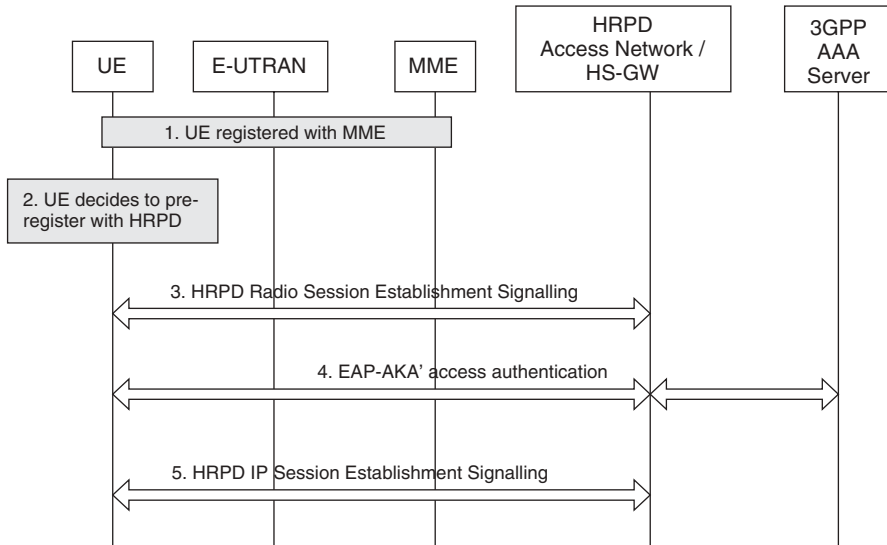 UE
E-UTRAN
MME
HRPD
Access Network /
HS-GW
3GPP
AAA
Server
1. UE registered with MME
2. UE decides to pre-
register with HRPD
3. HRPD Radio Session Establishment Signalling
4. EAP-AKA’ access authentication
5. HRPD IP Session Establishment Signalling